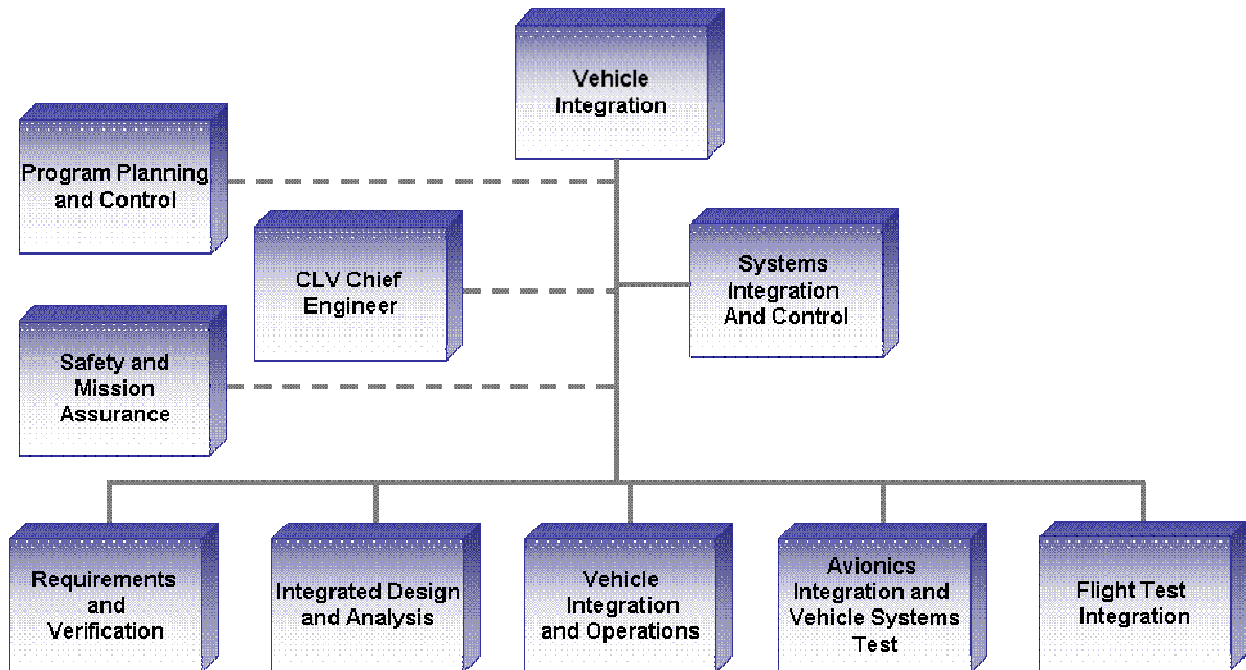 Vehicle
Integration
Program Planning
and Control
CLV Chief
Engineer
Systems
Integration
And Control
Safety and
Mission
Assurance
Requirements
and
Verification
Integrated Design
and Analysis
Vehicle
Integration
and Operations
Avionics
Integration and
Vehicle Systems
Test
Flight Test
Integration